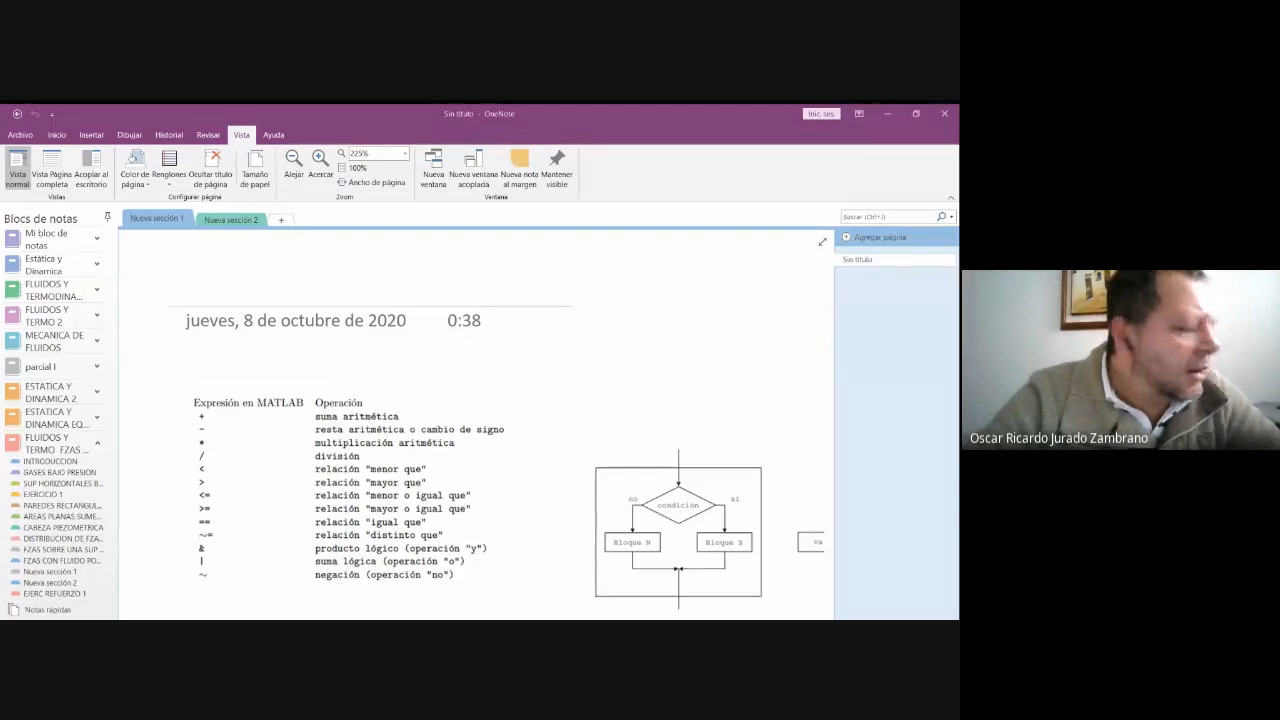 Sin título - OneNote
Inic. ses.
Archivo Inicio Insertar Dibujar Historial Revisar Vista Ayuda
Vista normal
Vista Página completa
Acoplar al escritorio
Vistas
Color de página
Renglones
Ocultar título de página
Configurar página
Tamaño de papel
Alejar
Acercar
225%
100%
Ancho de página
Zoom
Nueva ventana
Nueva ventana acoplada
Nueva nota al margen
Mantener visible
Ventana
Blocs de notas
Nueva sección 1
Nueva sección 2
+
Buscar (Ctrl+J)
Mi bloc de notas
Estática y Dinamica
FLUIDOS Y TERMODINA...
FLUIDOS Y TERMO 2
MECANICA DE FLUIDOS
parcial I
ESTATICA Y DINAMICA 2
ESTATICA Y DINAMICA EQ...
FLUIDOS Y TERMO FZAS
INTRODUCCION
GASES BAJO PRESION
SUP HORIZONTALES B...
EJERCICIO 1
PAREDES RECTANGUL...
AREAS PLANAS SUME...
CABEZA PIEZOMETRICA
DISTRIBUCION DE FZA...
FZAS SOBRE UNA SUP ...
FZAS CON FLUIDO PO...
Nueva sección 1
Nueva sección 2
EJERC REFUERZO 1
Notas rápidas
Agregar página
Sin título
jueves, 8 de octubre de 2020 0:38
Expresión en MATLAB Operación
+ suma aritmética
- resta aritmética o cambio de signo
* multiplicación aritmética
/ división
< relación "menor que"
> relación "mayor que"
<= relación "menor o igual que"
>= relación "mayor o igual que"
== relación "igual que"
~= relación "distinto que"
& producto lógico (operación "y")
| suma lógica (operación "o")
~ negación (operación "no")
no condición si
Bloque N Bloque S
va
Oscar Ricardo Jurado Zambrano